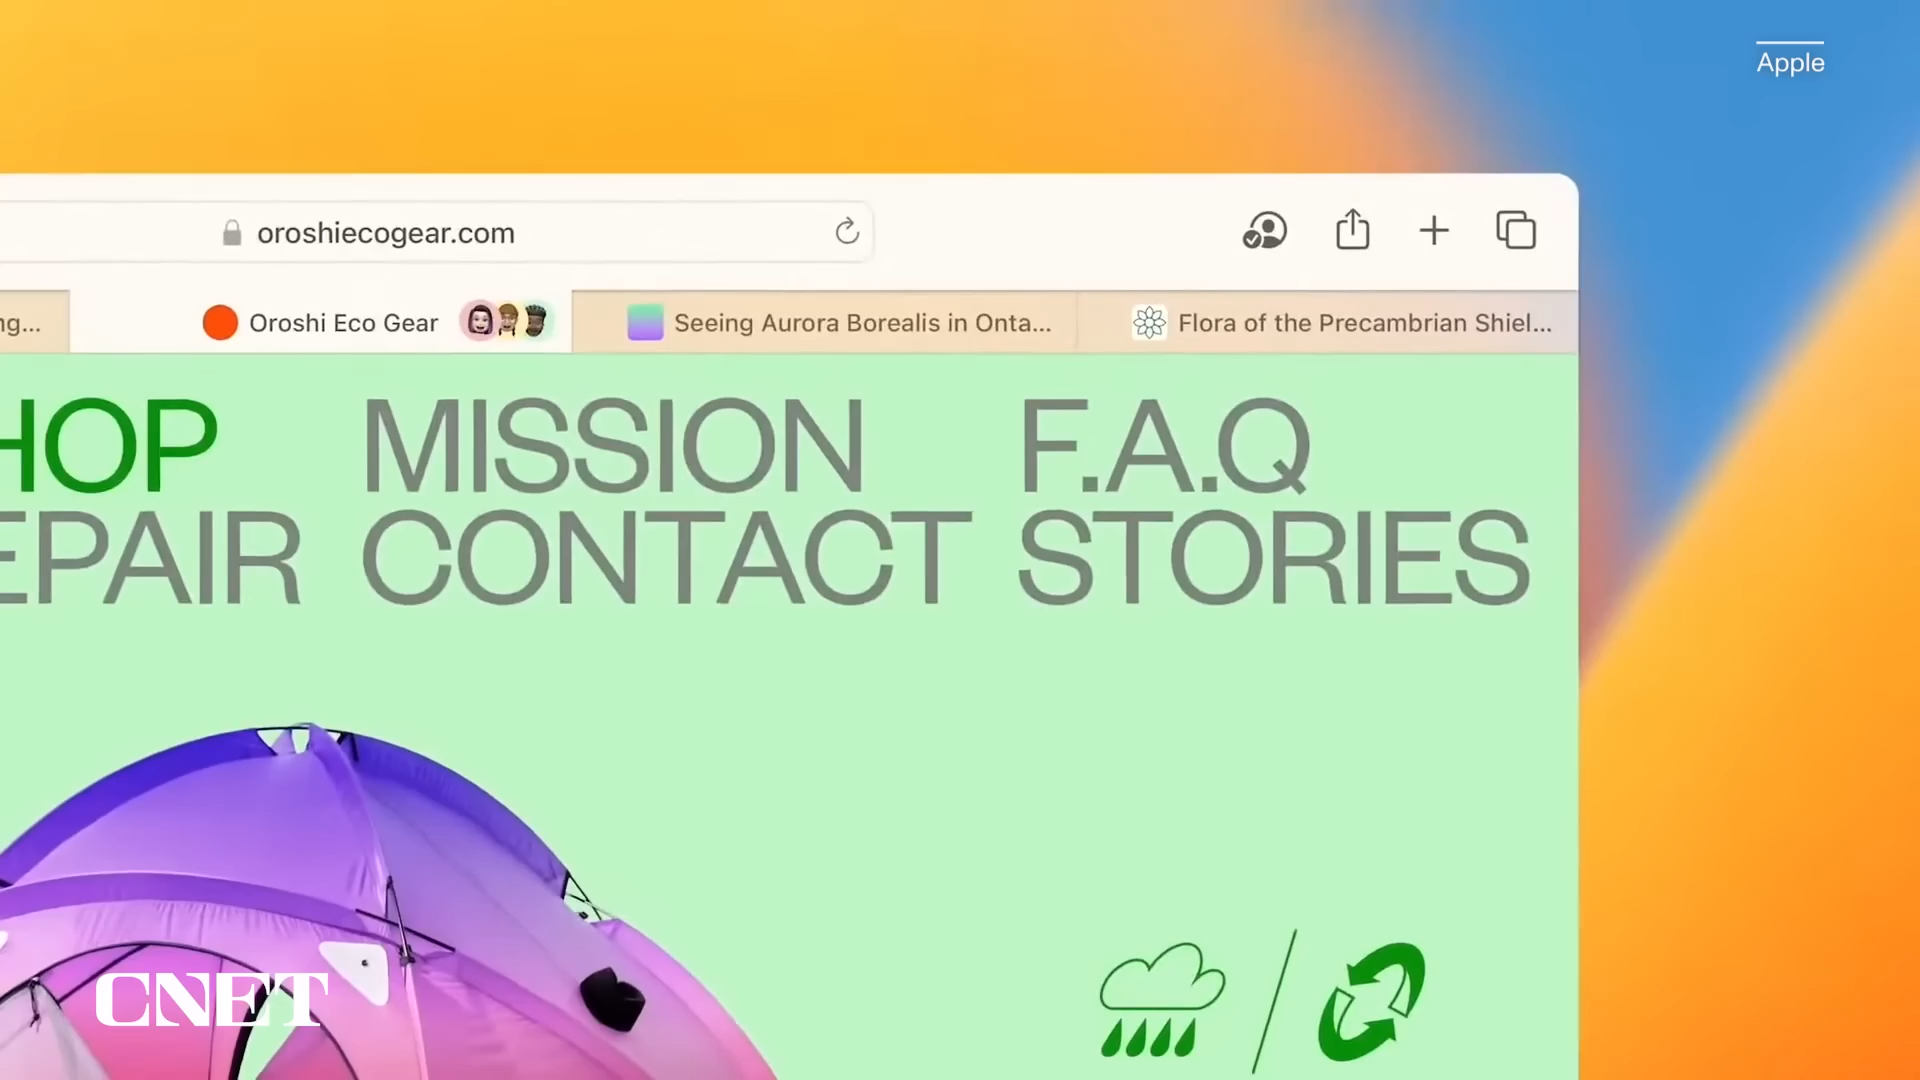 Apple
oroshiecogear.com
ng...
Oroshi Eco Gear
Seeing Aurora Borealis in Onta...
Flora of the Precambrian Shiel...
HOP
MISSION
F.A.Q
EPAIR
CONTACT
STORIES
CNET